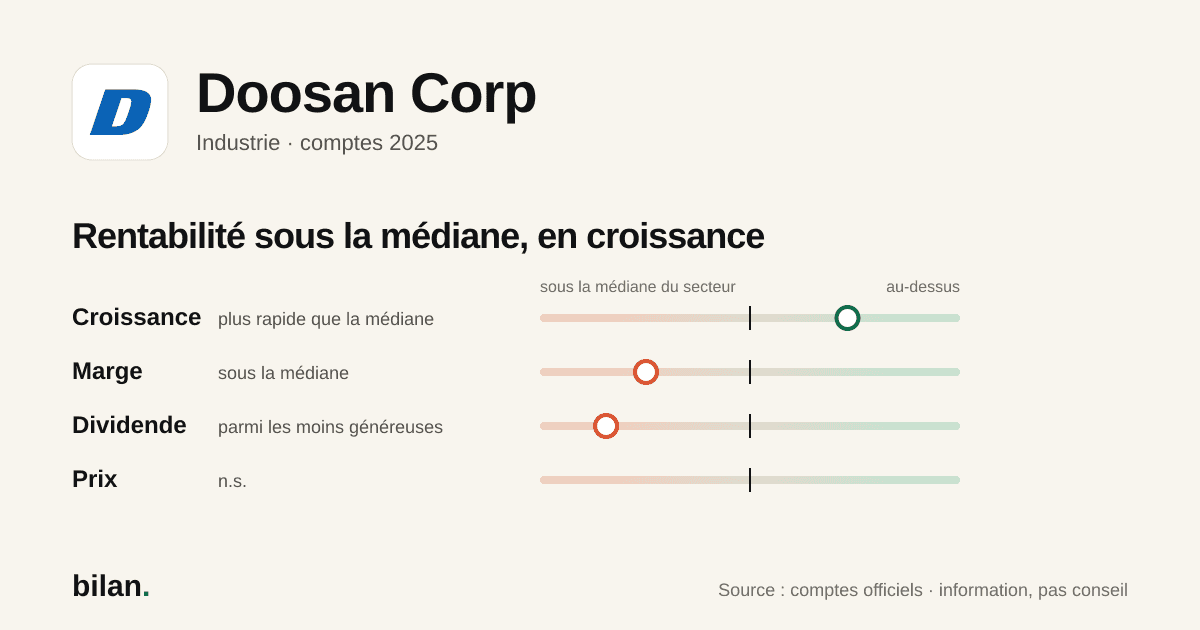 D
Doosan Corp
Industrie · comptes 2025
Rentabilité sous la médiane, en croissance
sous la médiane du secteur au-dessus
Croissance plus rapide que la médiane
Marge sous la médiane
Dividende parmi les moins généreuses
Prix n.s.
bilan.
Source : comptes officiels · information, pas conseil